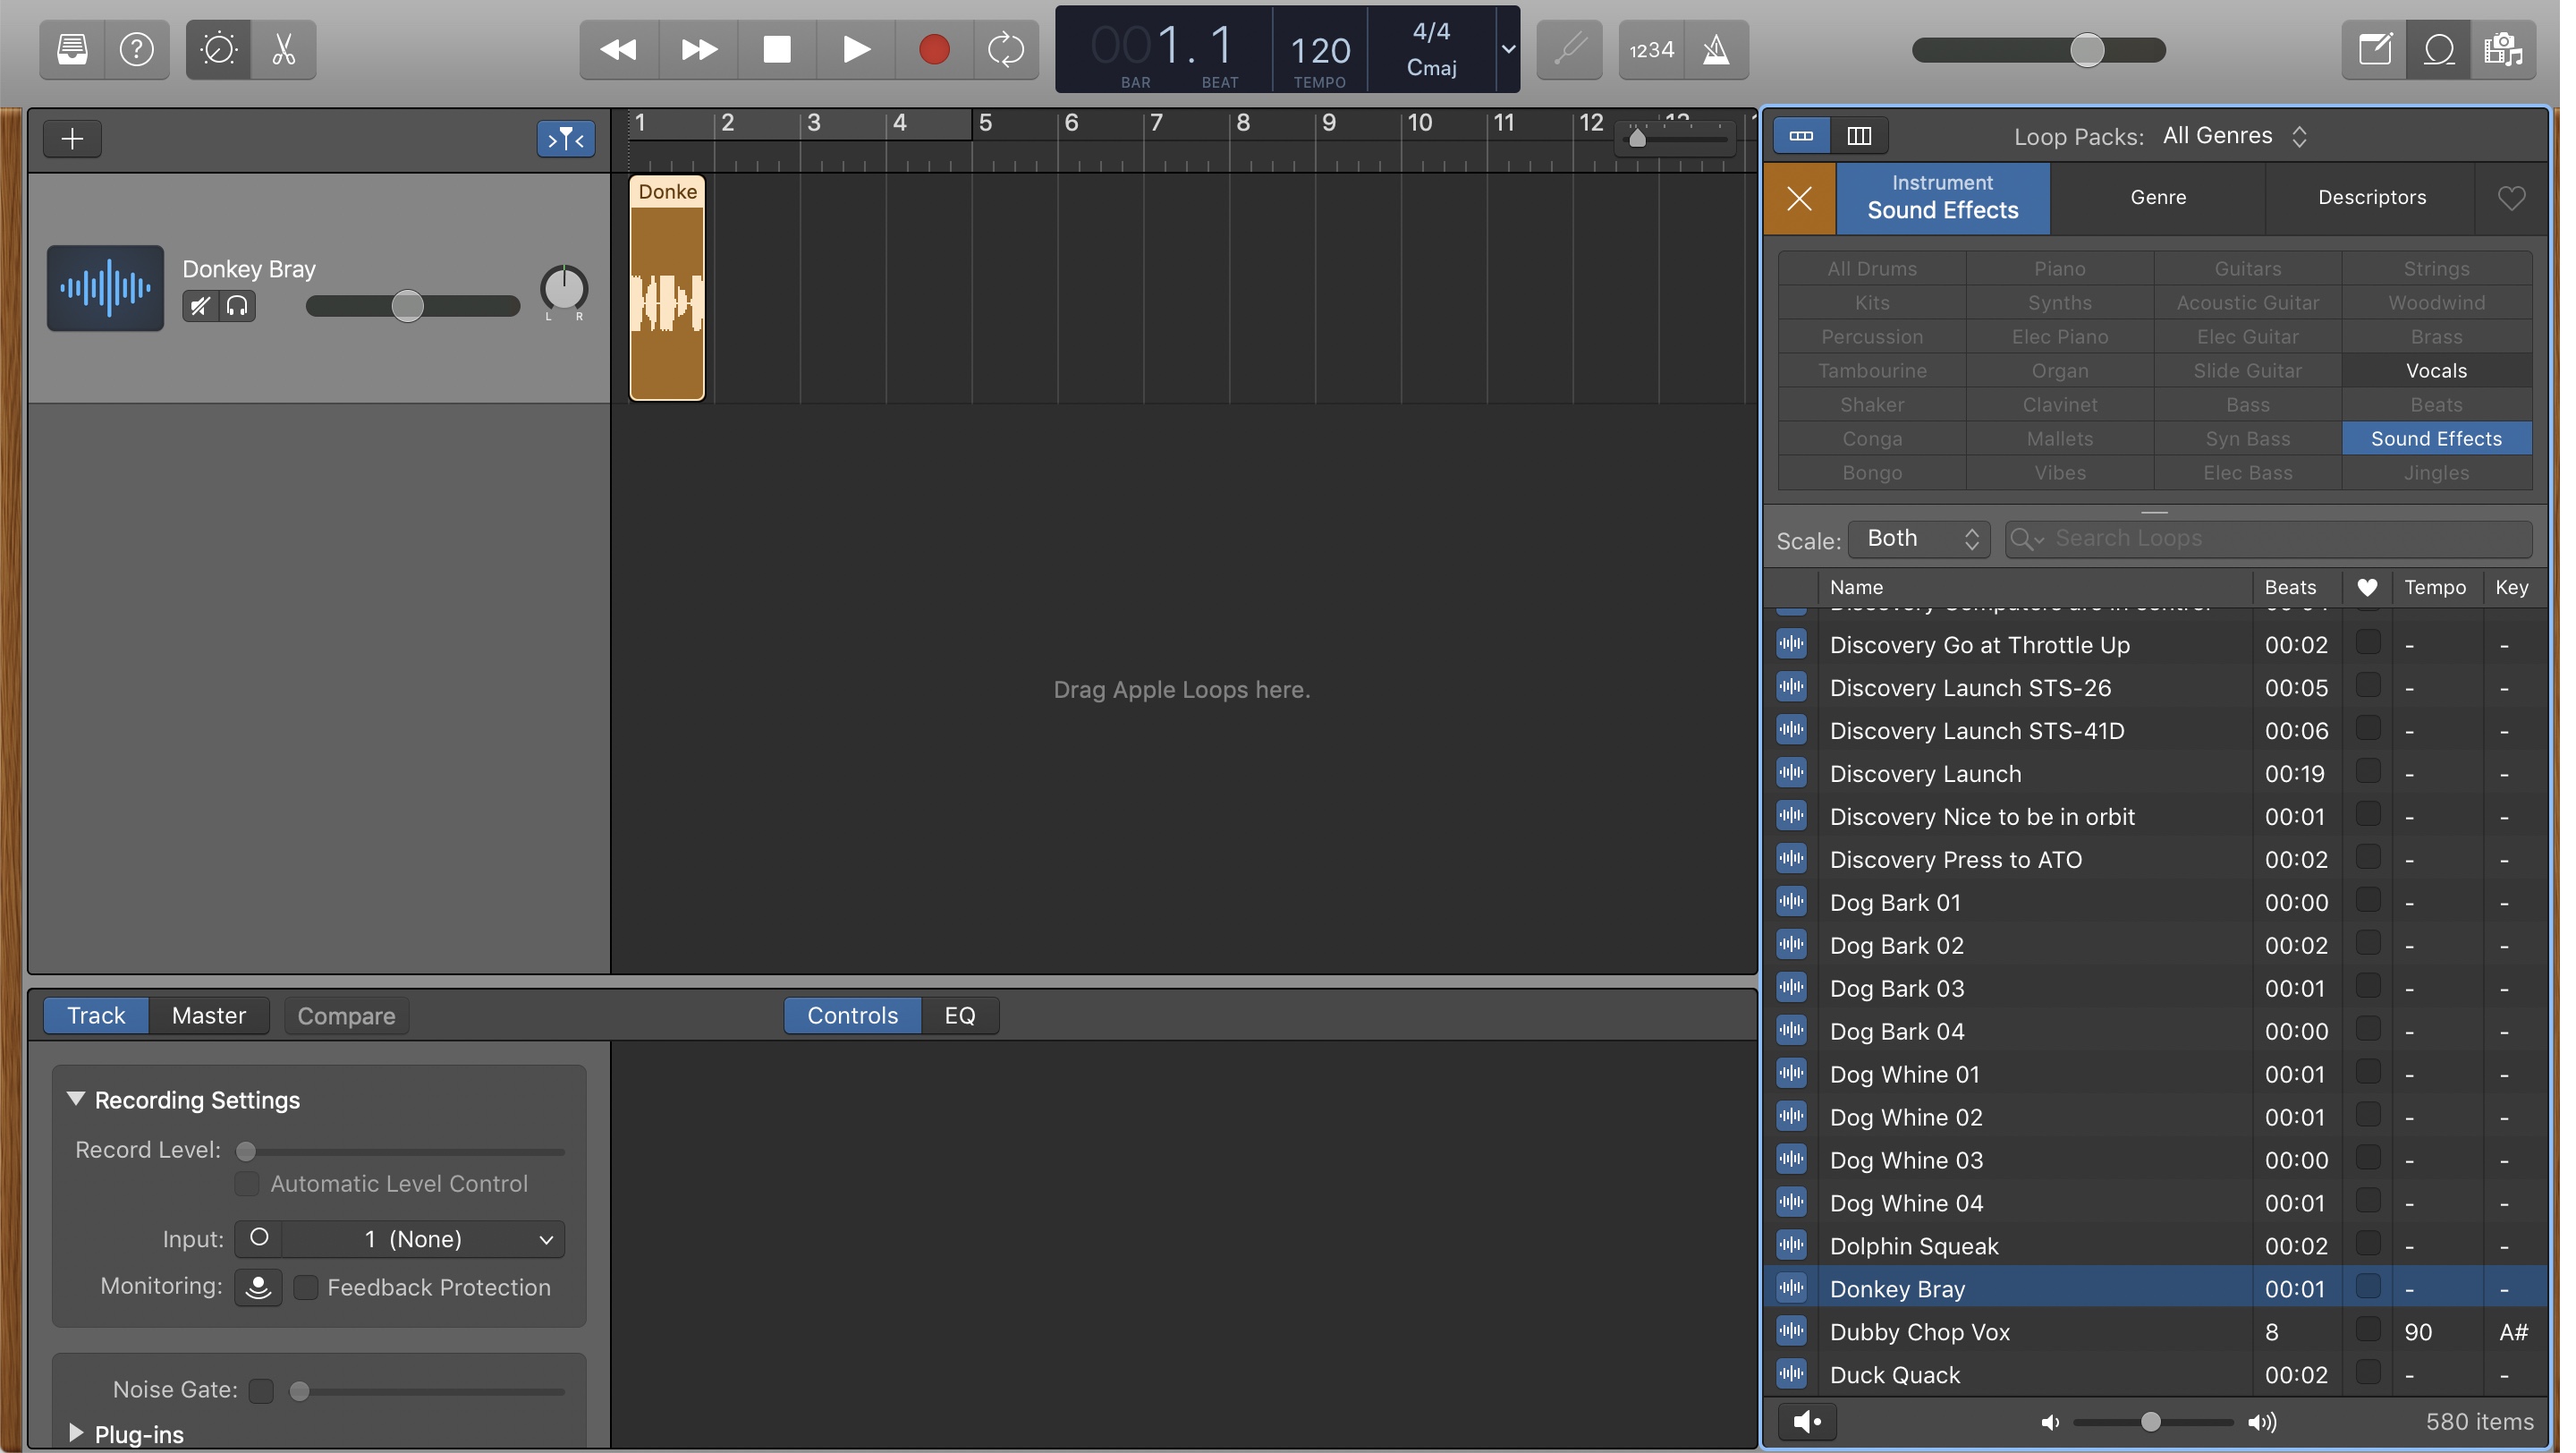 001. 1
BAR
BEAT
120
TEMPO
4/4
Cmaj
1234
1
2
3
4
5
6
7
8
9
10
11
12
Donke
Donkey Bray
L
R
Drag Apple Loops here.
Track
Master
Compare
Controls
EQ
Recording Settings
Record Level:
Automatic Level Control
Input:
1 (None)
Monitoring:
Feedback Protection
Noise Gate:
Plug-ins
Loop Packs: All Genres
Instrument
Sound Effects
Genre
Descriptors
All Drums Piano Guitars Strings
Kits Synths Acoustic Guitar Woodwind
Percussion Elec Piano Elec Guitar Brass
Tambourine Organ Slide Guitar Vocals
Shaker Clavinet Bass Beats
Conga Mallets Syn Bass Sound Effects
Bongo Vibes Elec Bass Jingles
Scale: Both Search Loops
Name Beats Tempo Key
Discovery Go at Throttle Up 00:02 - -
Discovery Launch STS-26 00:05 - -
Discovery Launch STS-41D 00:06 - -
Discovery Launch 00:19 - -
Discovery Nice to be in orbit 00:01 - -
Discovery Press to ATO 00:02 - -
Dog Bark 01 00:00 - -
Dog Bark 02 00:02 - -
Dog Bark 03 00:01 - -
Dog Bark 04 00:00 - -
Dog Whine 01 00:01 - -
Dog Whine 02 00:01 - -
Dog Whine 03 00:00 - -
Dog Whine 04 00:01 - -
Dolphin Squeak 00:02 - -
Donkey Bray 00:01 - -
Dubby Chop Vox 8 90 A#
Duck Quack 00:02 - -
580 items